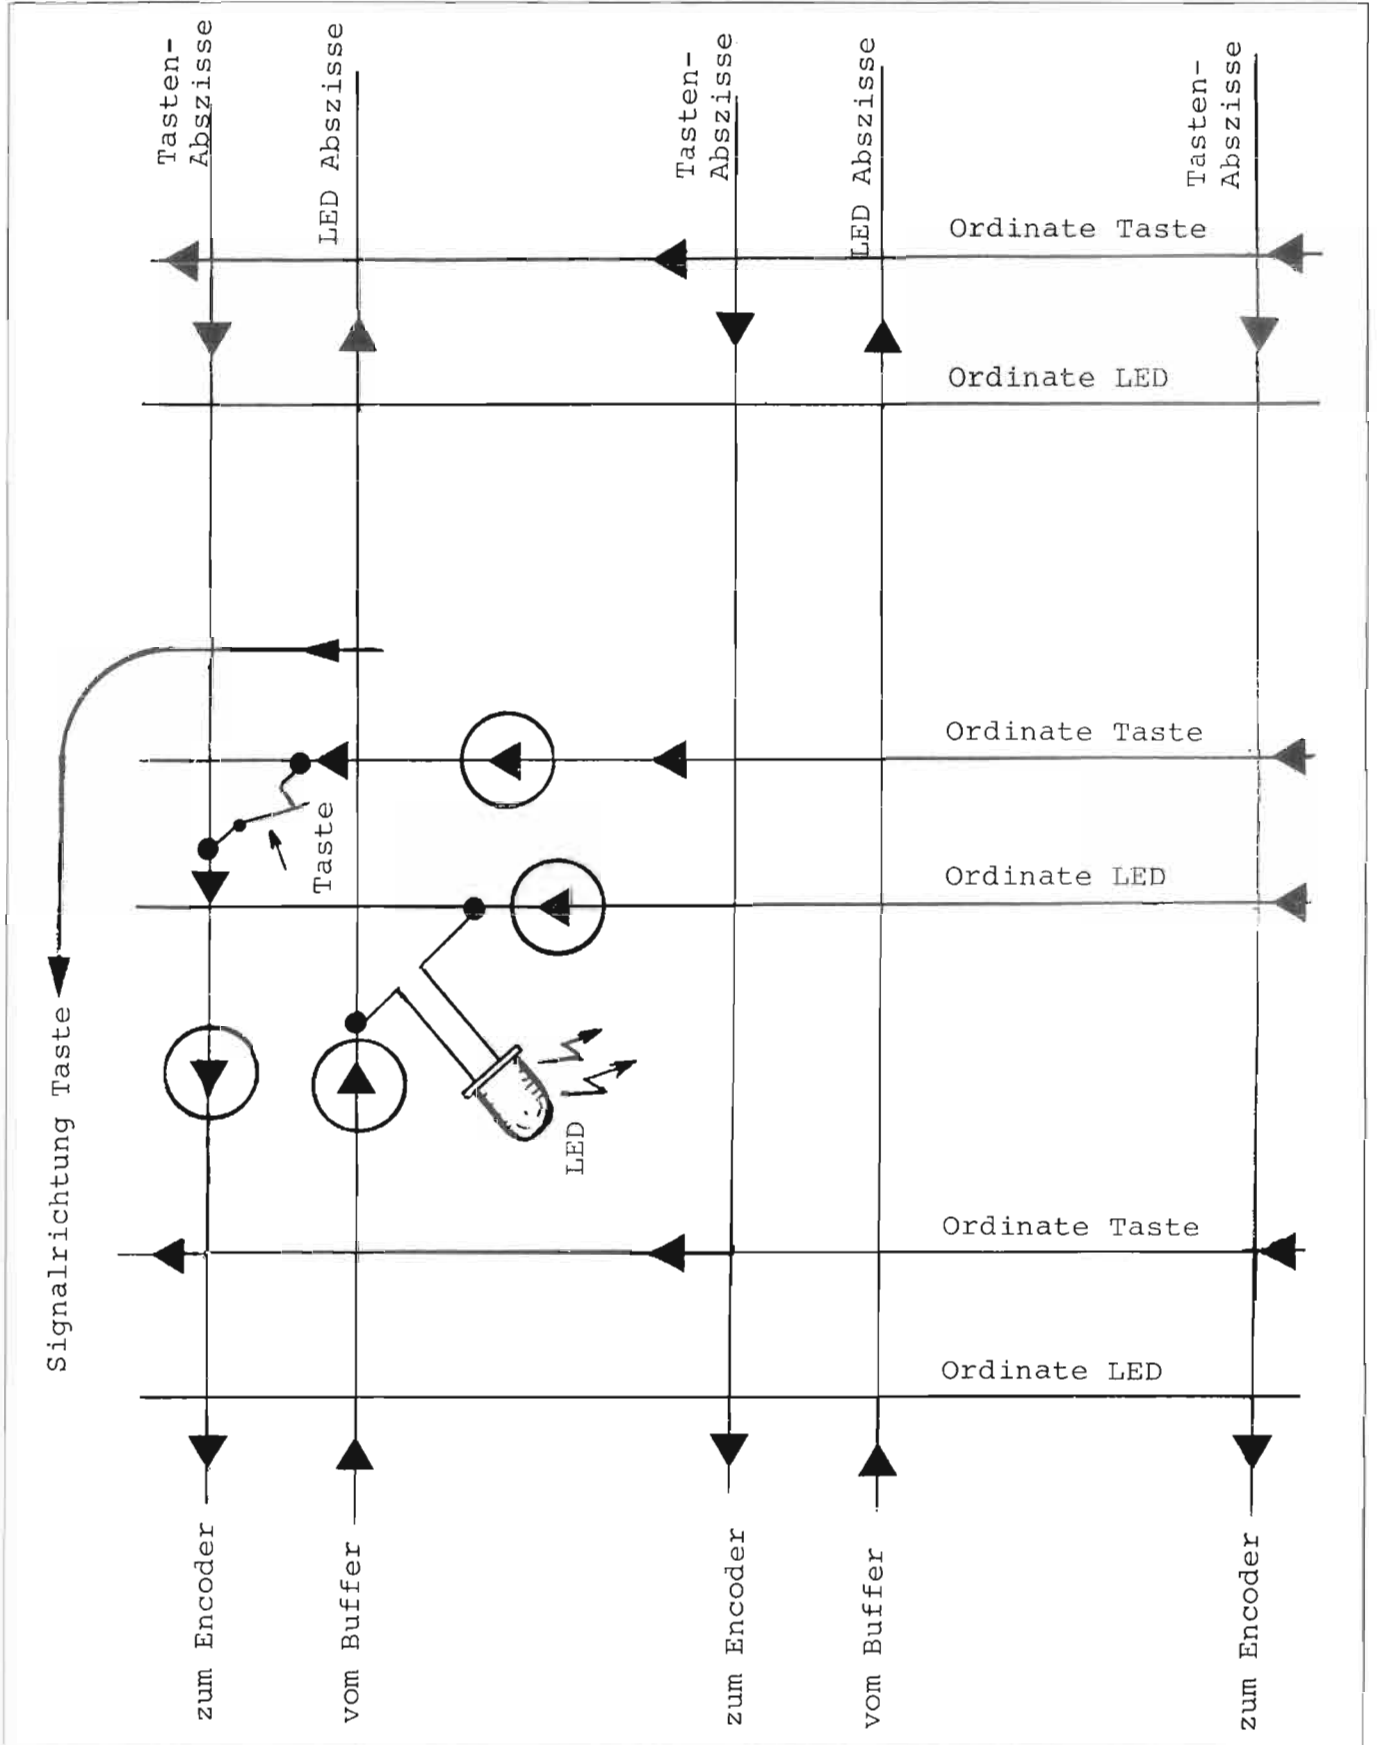 Tasten-
Abszisse
LED Abszisse
Tasten-
Abszisse
LED Abszisse
Tasten-
Abszisse
Ordinate Taste
Ordinate LED
Ordinate Taste
Taste
Ordinate LED
Signalrichtung Taste
LED
Ordinate Taste
Ordinate LED
zum Encoder
vom Buffer
zum Encoder
vom Buffer
zum Encoder